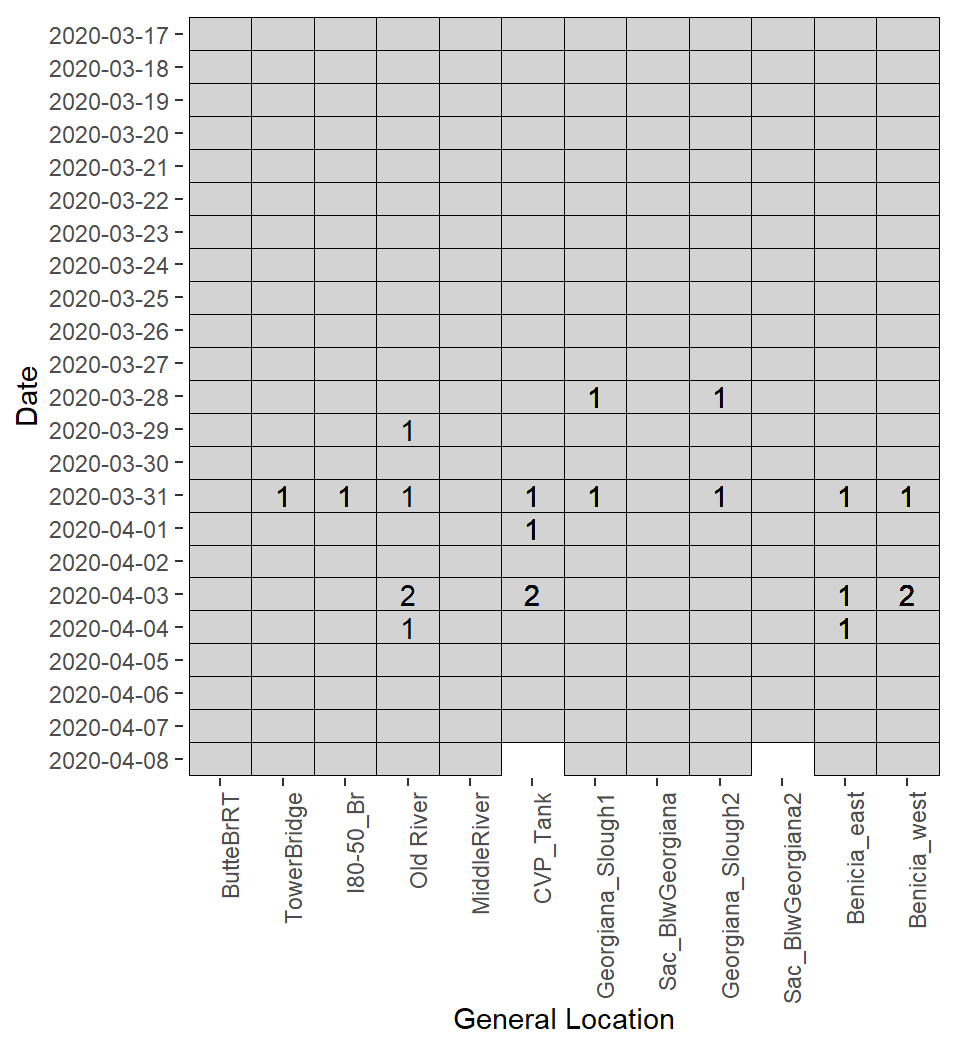 2020-03-17
2020-03-18
2020-03-19
2020-03-20
2020-03-21
2020-03-22
2020-03-23
2020-03-24
2020-03-25
2020-03-26
2020-03-27
2020-03-28 1 1
2020-03-29 1
2020-03-30
2020-03-31 1 1 1 1 1 1 1 1
2020-04-01 1
2020-04-02
2020-04-03 2 2 1 2
2020-04-04 1 1
2020-04-05
2020-04-06
2020-04-07
2020-04-08
Date
ButteBrRT
TowerBridge
I80-50_Br
Old River
MiddleRiver
CVP_Tank
Georgiana_Slough1
Sac_BlwGeorgiana
Georgiana_Slough2
Sac_BlwGeorgiana2
Benicia_east
Benicia_west
General Location